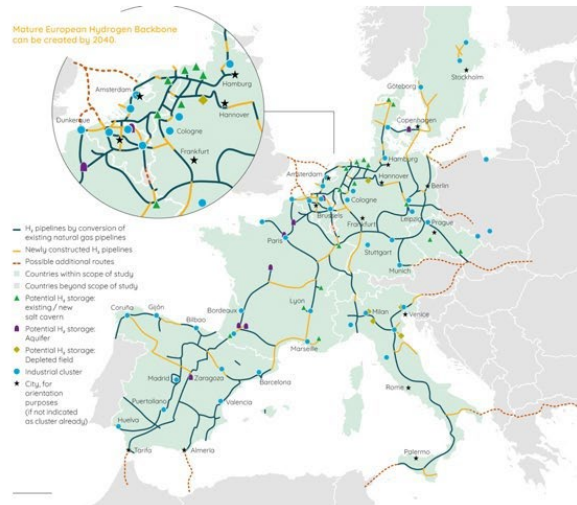 Mature European Hydrogen Backbone
can be created by 2040.
Hamburg
Amsterdam
Hannover
Dunkerque
Cologne
Frankfurt
Göteborg
Stockholm
Copenhagen
Hamburg
Amsterdam
Hannover
Berlin
Cologne
Leipzig
Brussels
Frankfurt
Prague
Paris
Stuttgart
Munich
H₂ pipelines by conversion of
existing natural gas pipelines
Newly constructed H₂ pipelines
Possible additional routes
Countries within scope of study
Countries beyond scope of study
Potential H₂ storage:
existing / new
salt cavern
Potential H₂ storage:
Aquifer
Potential H₂ storage:
Depleted field
Industrial cluster
City, for
orientation
purposes
(if not indicated
as cluster already)
Lyon
Bordeaux
Milan
Venice
Coruña
Gijón
Bilbao
Marseille
Zaragoza
Barcelona
Madrid
Rome
Puertollano
Valencia
Huelva
Palermo
Tarifa
Almería